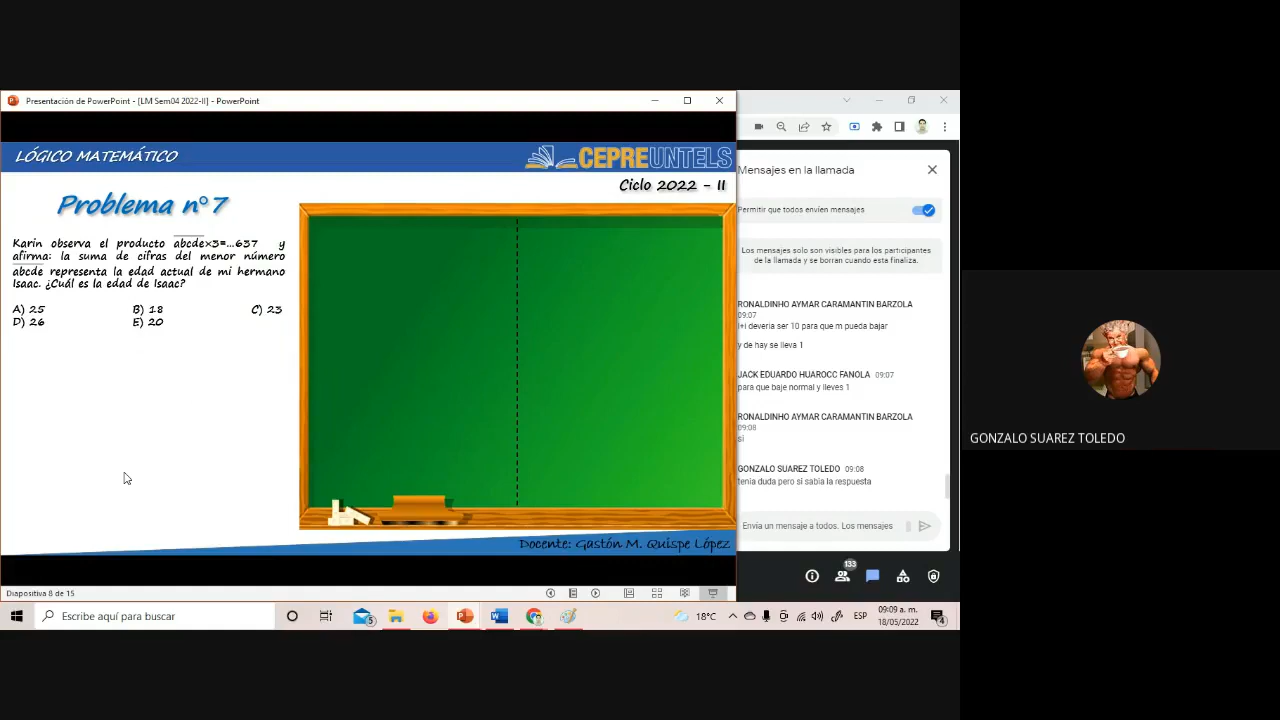 Presentación de PowerPoint - [LM Sem04 2022-II] - PowerPoint
LÓGICO MATEMÁTICO
CEPREUNTELS
Ciclo 2022 - II
Problema n°7
Karin observa el producto abcde×3=...637 y
afirma: la suma de cifras del menor número
abcde representa la edad actual de mi hermano
Isaac. ¿Cuál es la edad de Isaac?
A) 25 B) 18 C) 23
D) 26 E) 20
Docente: Gastón M. Quispe López
Diapositiva 8 de 15
Mensajes en la llamada
Permitir que todos envíen mensajes
Los mensajes solo son visibles para los participantes
de la llamada y se borran cuando esta finaliza.
RONALDINHO AYMAR CARAMANTIN BARZOLA
09:07
l+i deveria ser 10 para que m pueda bajar
y de hay se lleva 1
JACK EDUARDO HUAROCC FANOLA 09:07
para que baje normal y lleves 1
RONALDINHO AYMAR CARAMANTIN BARZOLA
09:08
si
GONZALO SUAREZ TOLEDO 09:08
tenia duda pero si sabia la respuesta
Envía un mensaje a todos. Los mensajes
133
GONZALO SUAREZ TOLEDO
Escribe aquí para buscar
5
18°C
ESP
09:09 a. m.
18/05/2022
4